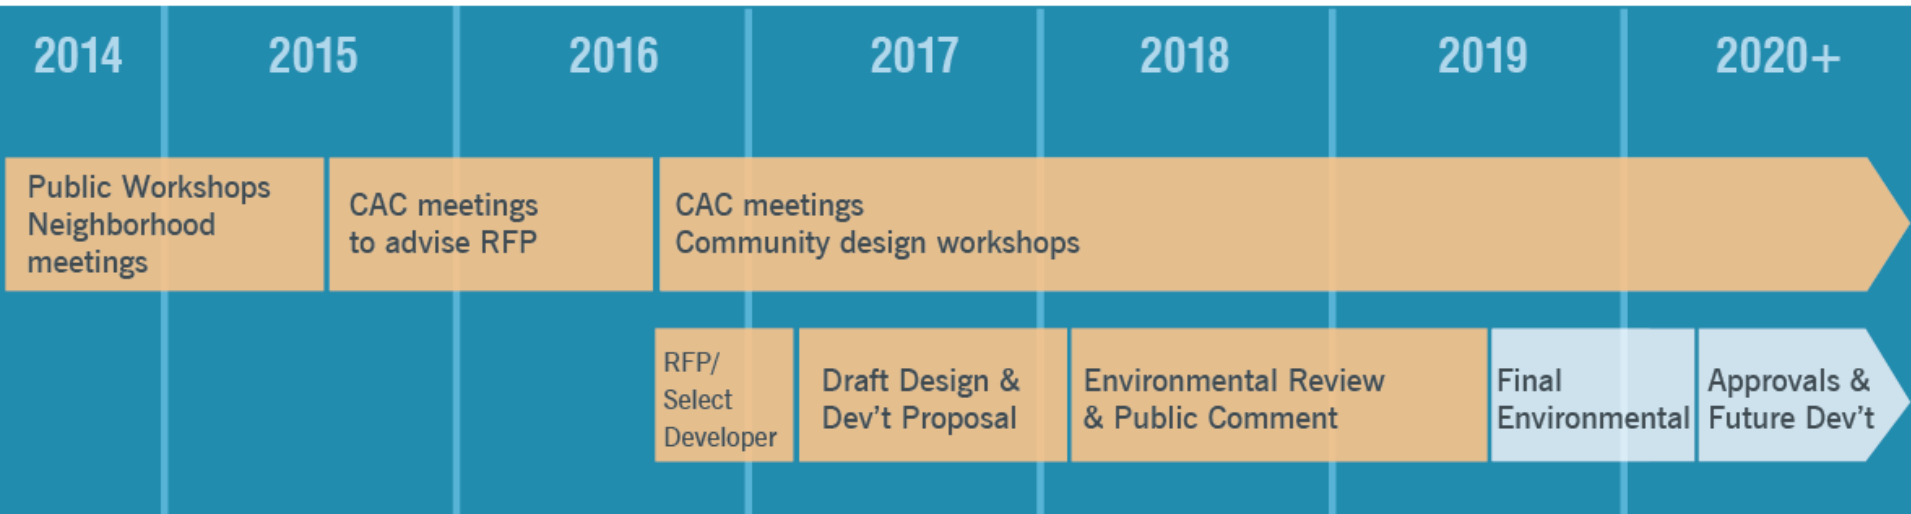 2014 2015 2016 2017 2018 2019 2020+
Public Workshops
Neighborhood
meetings
CAC meetings
to advise RFP
CAC meetings
Community design workshops
RFP/
Select
Developer
Draft Design &
Dev't Proposal
Environmental Review
& Public Comment
Final
Environmental
Approvals &
Future Dev't